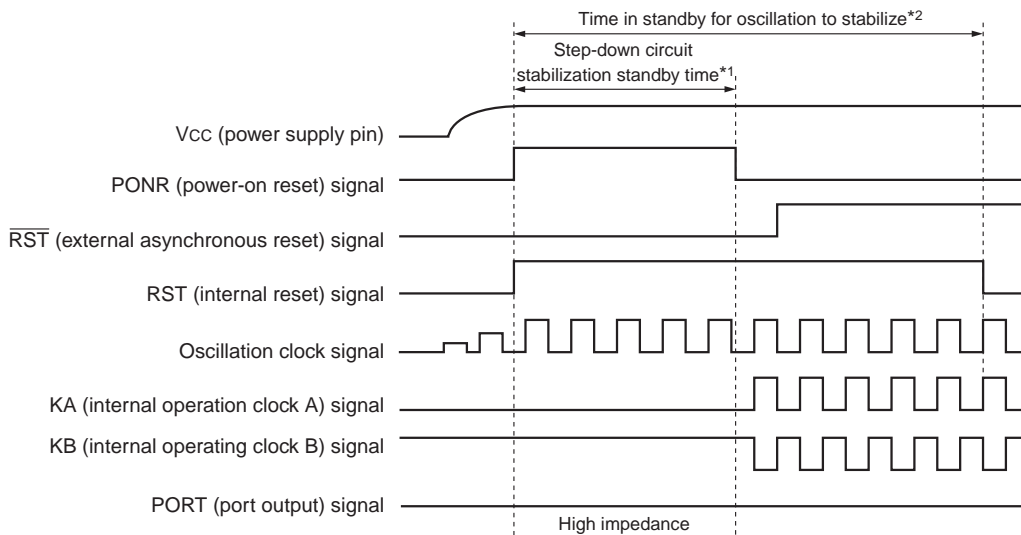 Time in standby for oscillation to stabilize*2
Step-down circuit
stabilization standby time*1
VCC (power supply pin)
PONR (power-on reset) signal
RST (external asynchronous reset) signal
RST (internal reset) signal
Oscillation clock signal
KA (internal operation clock A) signal
KB (internal operating clock B) signal
PORT (port output) signal
High impedance